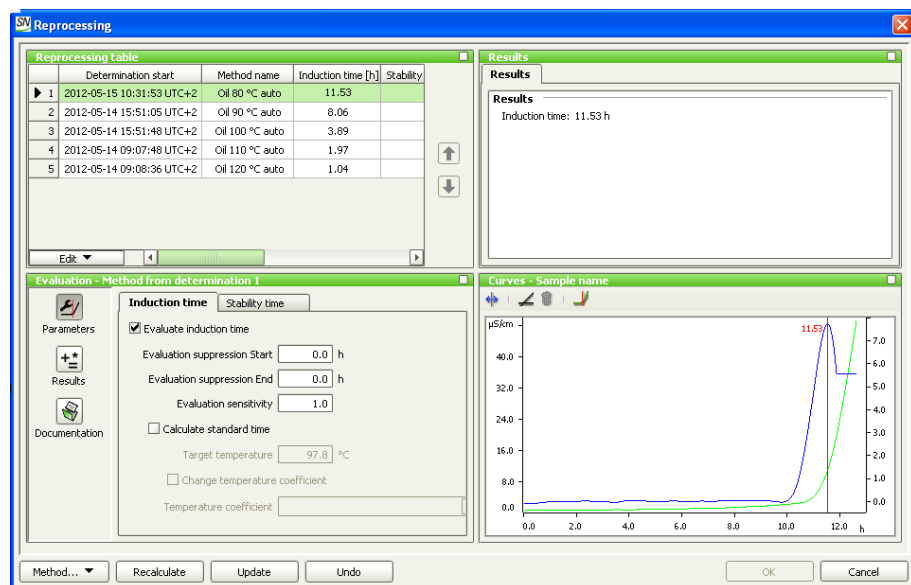 SN Reprocessing
Reprocessing table
Determination start Method name Induction time [h] Stability
1 2012-05-15 10:31:53 UTC+2 Oil 80 °C auto 11.53
2 2012-05-14 15:51:05 UTC+2 Oil 90 °C auto 8.06
3 2012-05-14 15:51:48 UTC+2 Oil 100 °C auto 3.89
4 2012-05-14 09:07:48 UTC+2 Oil 110 °C auto 1.97
5 2012-05-14 09:08:36 UTC+2 Oil 120 °C auto 1.04
Edit
Results
Results
Results
Induction time: 11.53 h
Evaluation - Method from determination 1
Parameters
Results
Documentation
Induction time Stability time
Evaluate induction time
Evaluation suppression Start 0.0 h
Evaluation suppression End 0.0 h
Evaluation sensitivity 1.0
Calculate standard time
Target temperature 97.8 °C
Change temperature coefficient
Temperature coefficient
Curves - Sample name
µS/cm 11.53
7.0
40.0
6.0
32.0
5.0
24.0
4.0
3.0
16.0
2.0
8.0
1.0
0.0
0.0
0.0 2.0 4.0 6.0 8.0 10.0 12.0 h
Method... Recalculate Update Undo OK Cancel